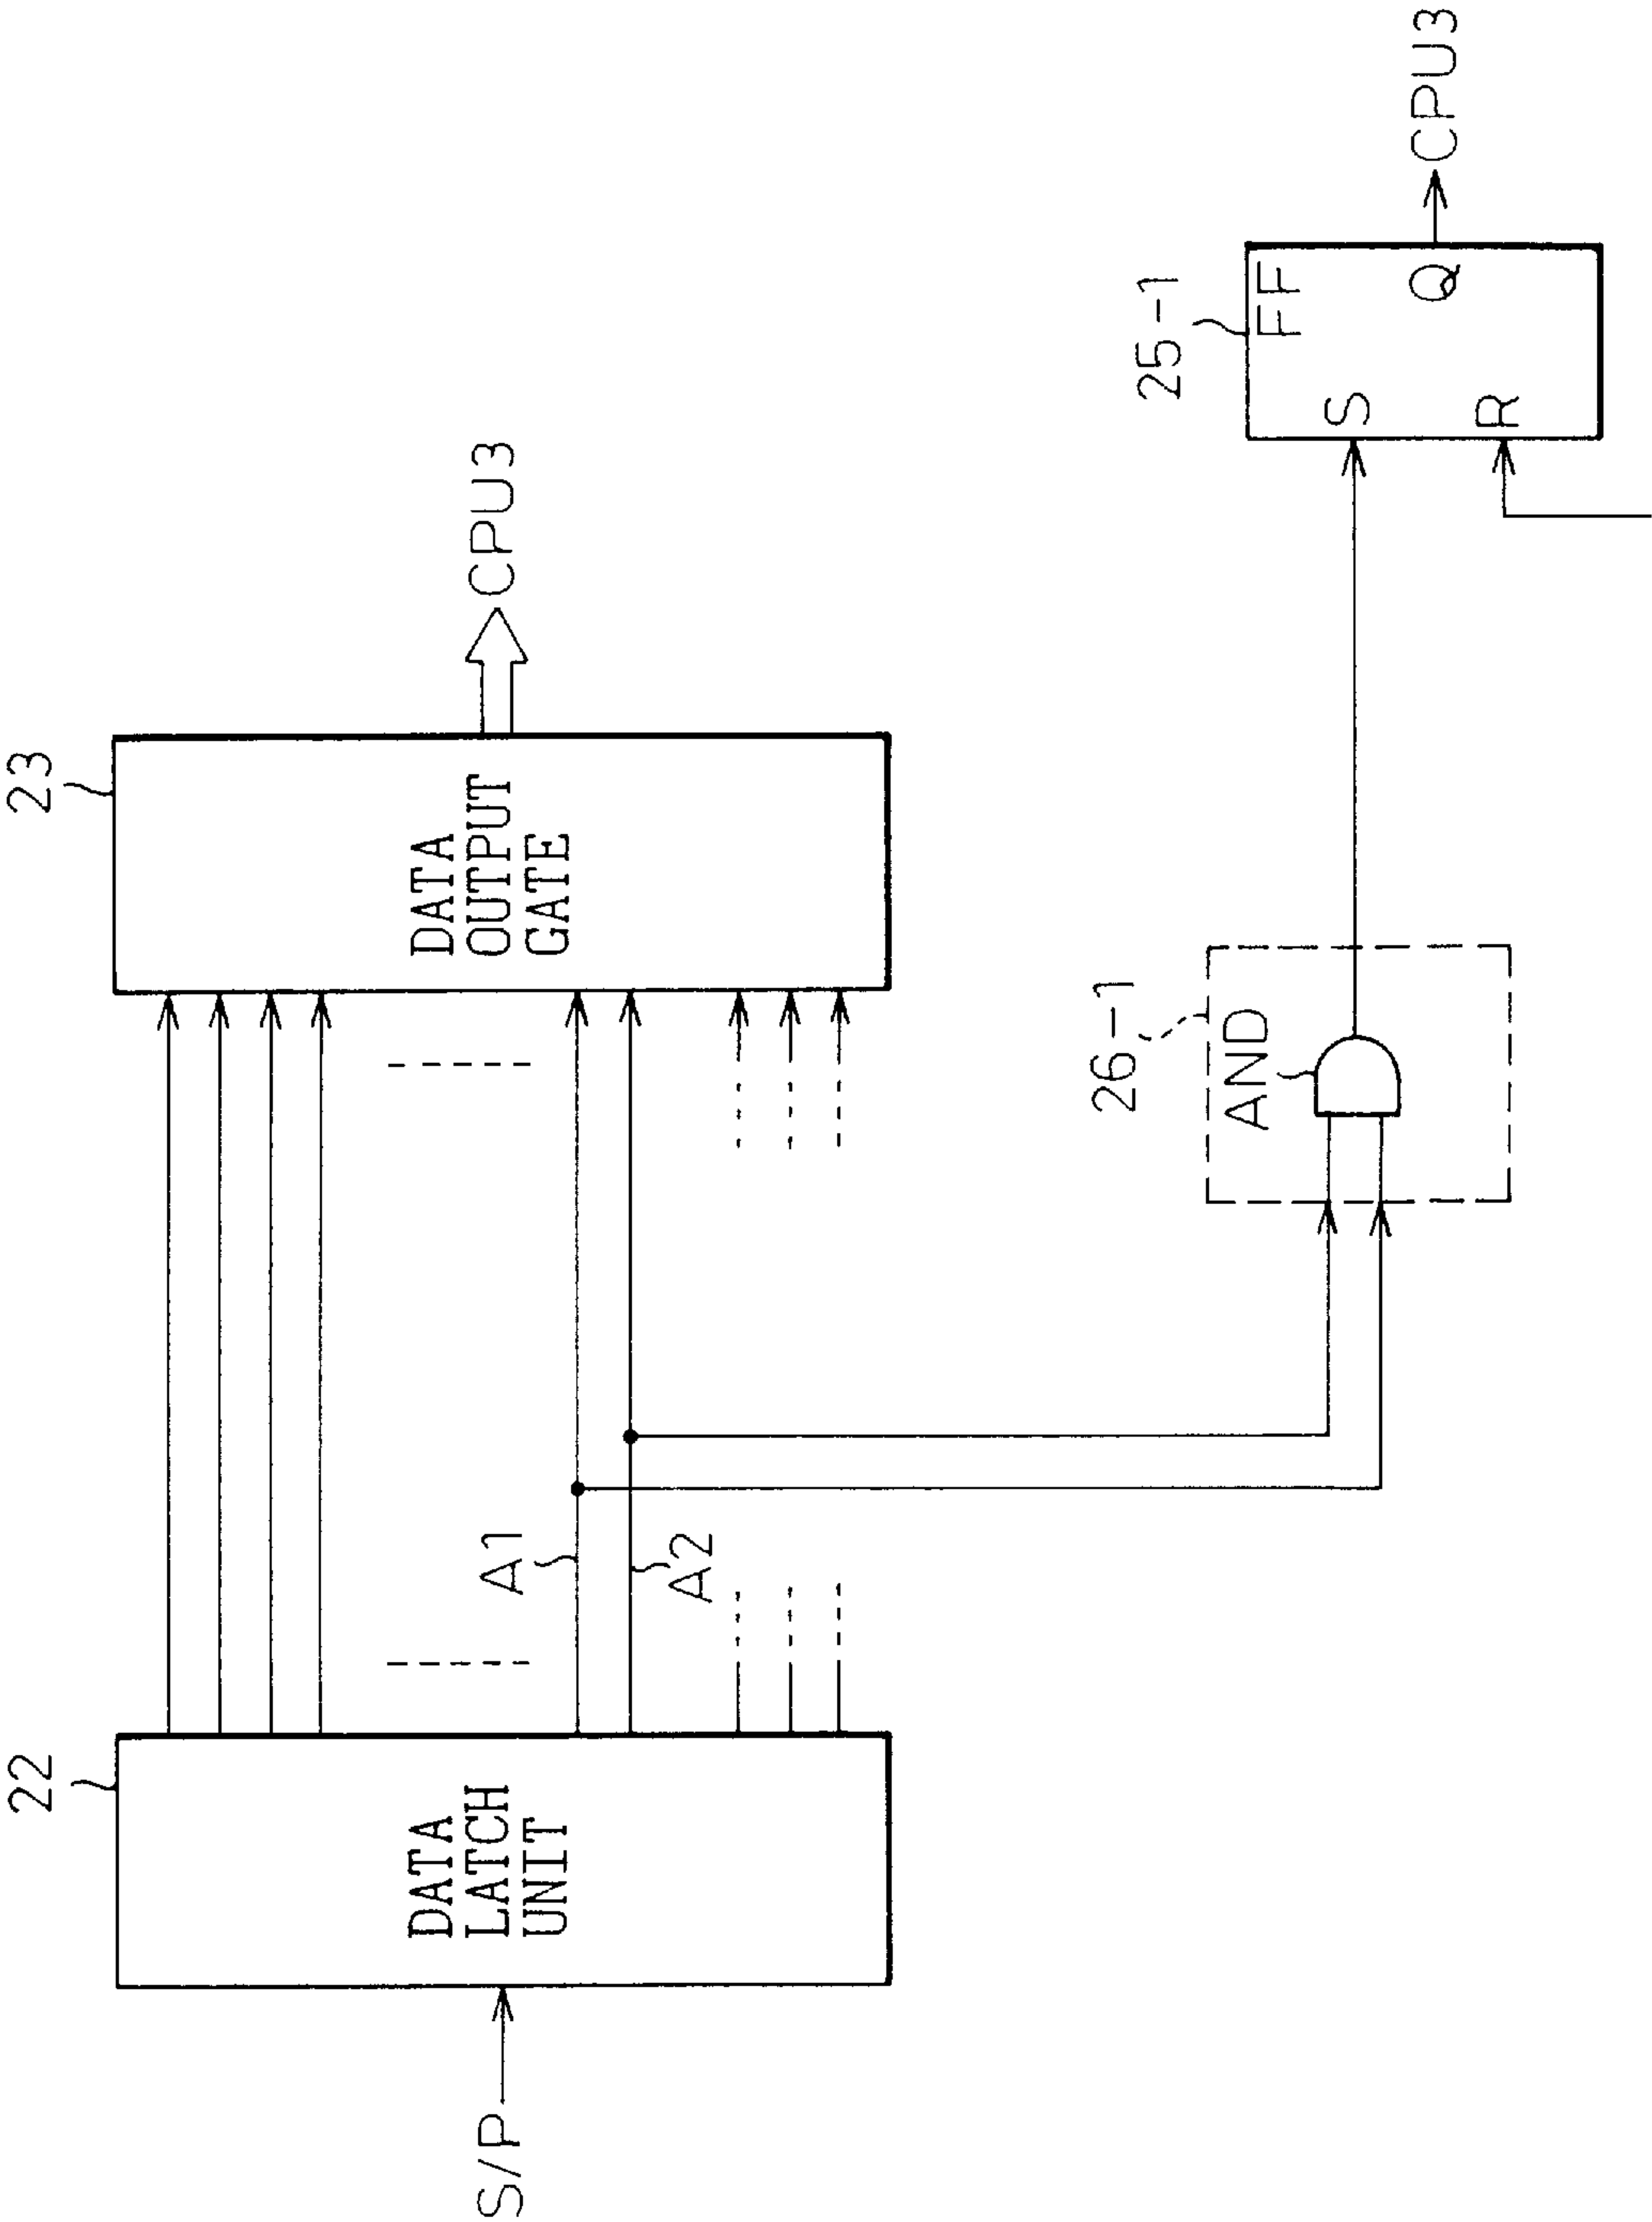 22
23
S/P
DATA
LATCH
UNIT
DATA
OUTPUT
GATE
CPU3
A1
A2
26-1
AND
25-1
FF
S
R
Q
CPU3